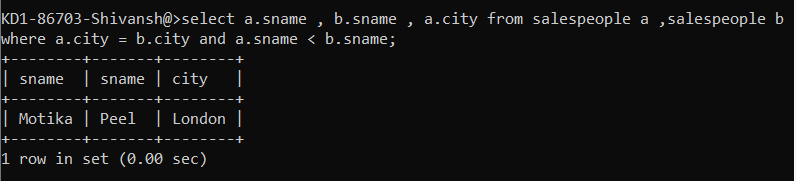 KD1-86703-Shivansh@>select a.sname , b.sname , a.city from salespeople a ,salespeople b
where a.city = b.city and a.sname < b.sname;
+--------+-------+--------+
| sname  | sname | city   |
+--------+-------+--------+
| Motika | Peel  | London |
+--------+-------+--------+
1 row in set (0.00 sec)